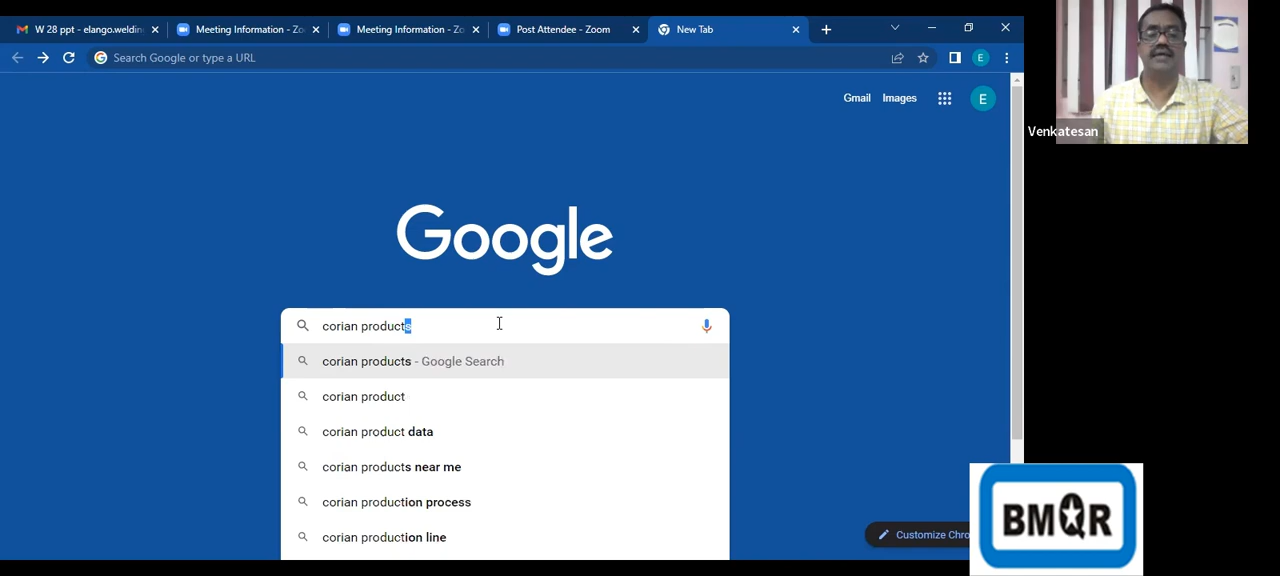 W 28 ppt - elango.welding
Meeting Information - Zo
Meeting Information - Zo
Post Attendee - Zoom
New Tab
Search Google or type a URL
E
Gmail
Images
E
Venkatesan
Google
corian products
corian products - Google Search
corian product
corian product data
corian products near me
corian production process
corian production line
Customize Chro
BMQR